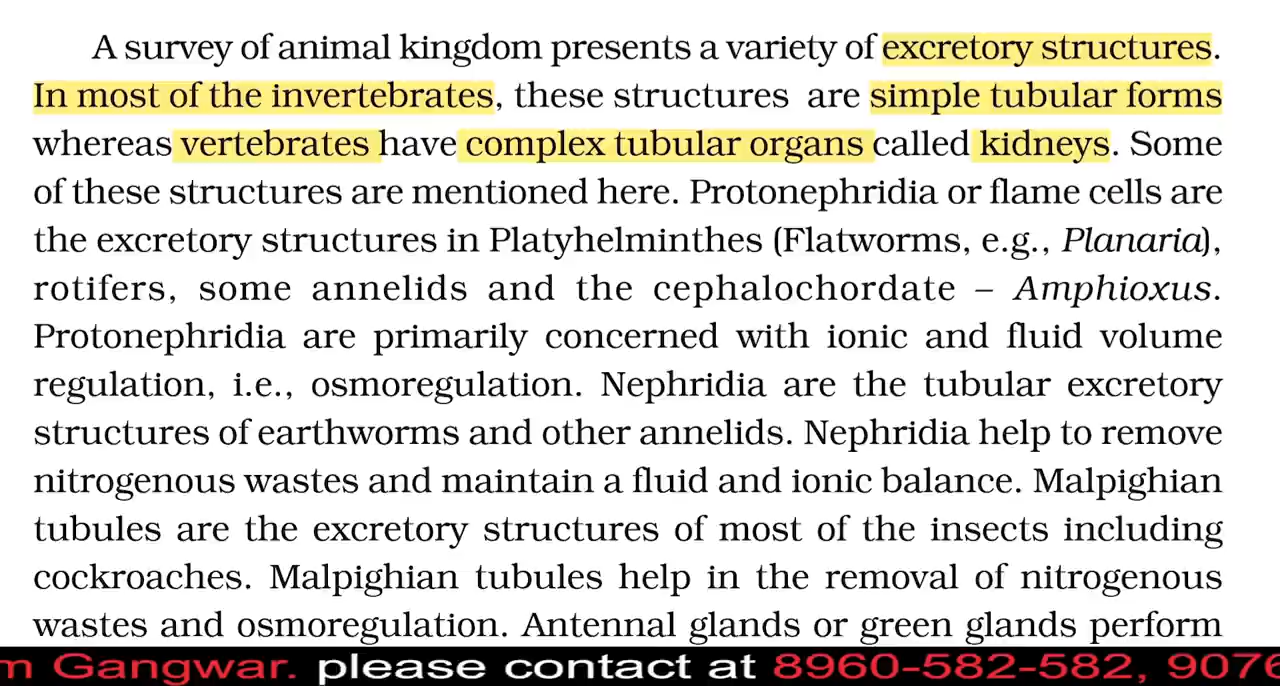 A survey of animal kingdom presents a variety of excretory structures.
In most of the invertebrates, these structures are simple tubular forms
whereas vertebrates have complex tubular organs called kidneys. Some
of these structures are mentioned here. Protonephridia or flame cells are
the excretory structures in Platyhelminthes (Flatworms, e.g., Planaria),
rotifers, some annelids and the cephalochordate – Amphioxus.
Protonephridia are primarily concerned with ionic and fluid volume
regulation, i.e., osmoregulation. Nephridia are the tubular excretory
structures of earthworms and other annelids. Nephridia help to remove
nitrogenous wastes and maintain a fluid and ionic balance. Malpighian
tubules are the excretory structures of most of the insects including
cockroaches. Malpighian tubules help in the removal of nitrogenous
wastes and osmoregulation. Antennal glands or green glands perform
m Gangwar. please contact at 8960-582-582, 9076